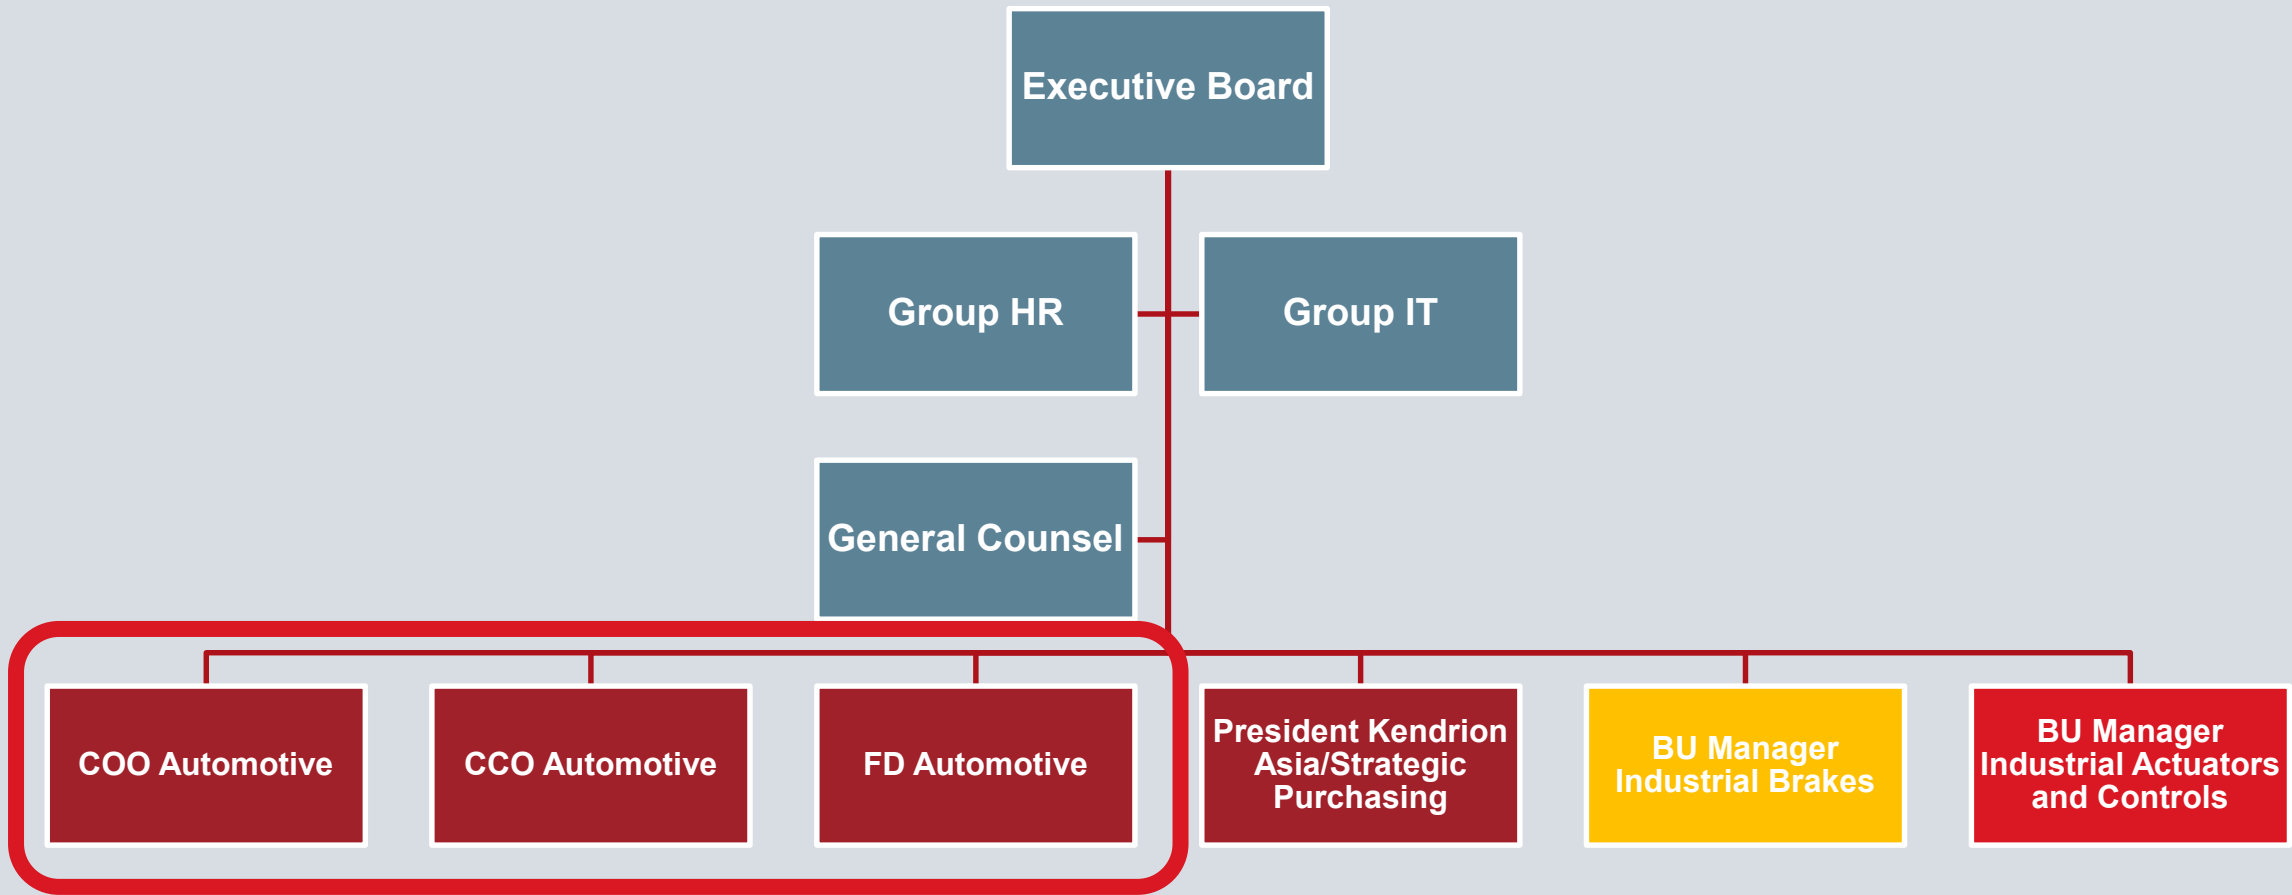 Executive Board
Group HR
Group IT
General Counsel
COO Automotive
CCO Automotive
FD Automotive
President Kendrion
Asia/Strategic
Purchasing
BU Manager
Industrial Brakes
BU Manager
Industrial Actuators
and Controls